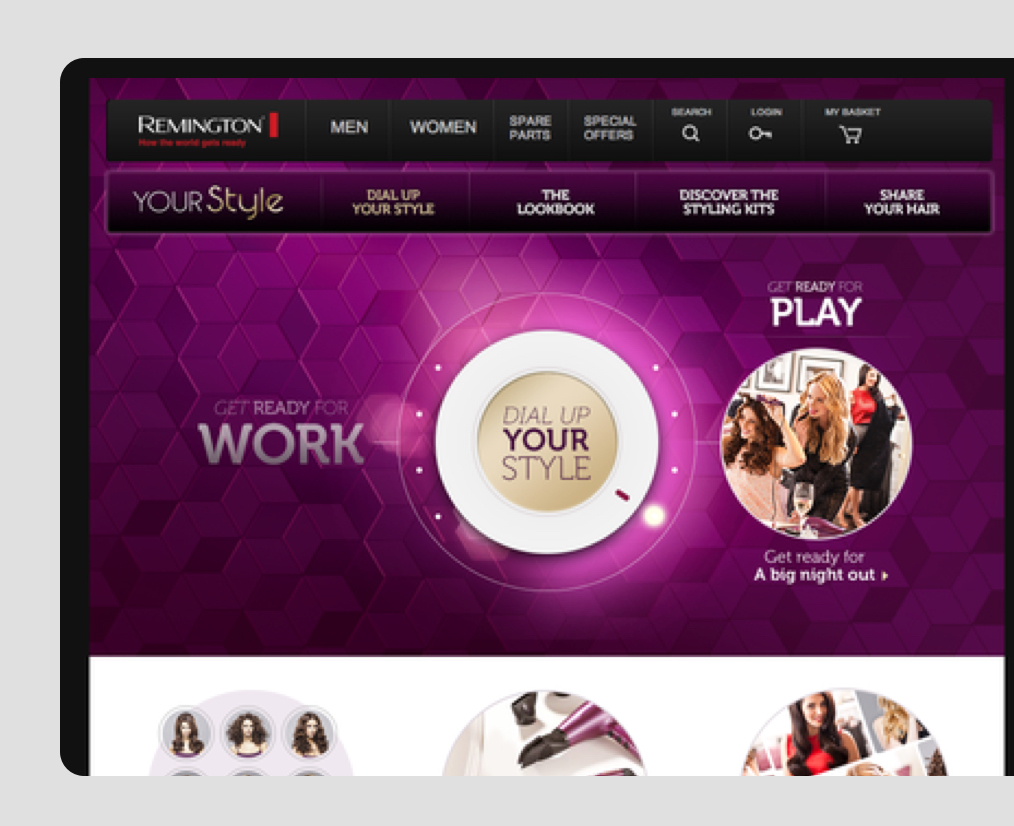 REMINGTON
How the world gets ready
MEN
WOMEN
SPARE
PARTS
SPECIAL
OFFERS
SEARCH
LOGIN
MY BASKET
YOUR Style
DIAL UP
YOUR STYLE
THE
LOOKBOOK
DISCOVER THE
STYLING KITS
SHARE
YOUR HAIR
GET READY FOR
WORK
DIAL UP
YOUR
STYLE
GET READY FOR
PLAY
Get ready for
A big night out